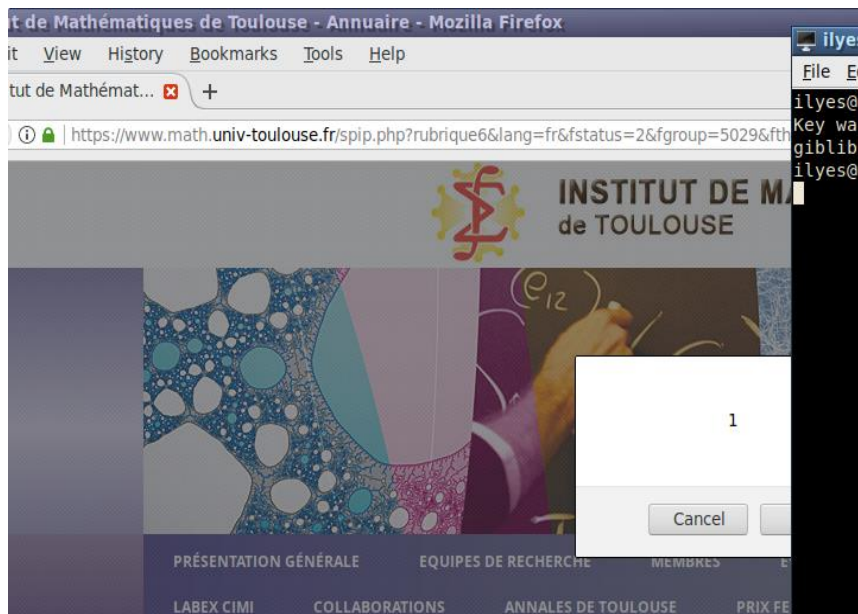 ut de Mathématiques de Toulouse - Annuaire - Mozilla Firefox
it View History Bookmarks Tools Help
tut de Mathémat... +
https://www.math.univ-toulouse.fr/spip.php?rubrique6&lang=fr&fstatus=2&fgroup=5029&fth
INSTITUT DE MA
de TOULOUSE
e12
1
Cancel
PRÉSENTATION GÉNÉRALE EQUIPES DE RECHERCHE MEMBRES
LABEX CIMI COLLABORATIONS ANNALES DE TOULOUSE PRIX FE
ilyes
File E
ilyes@
Key wa
giblib
ilyes@